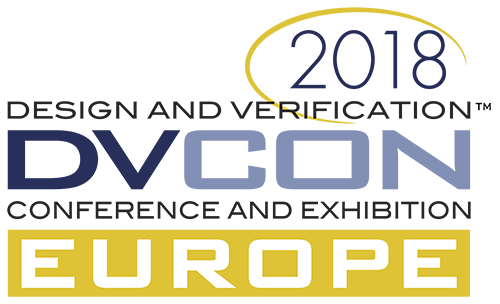 2018
DESIGN AND VERIFICATION™
DVCON
CONFERENCE AND EXHIBITION
EUROPE